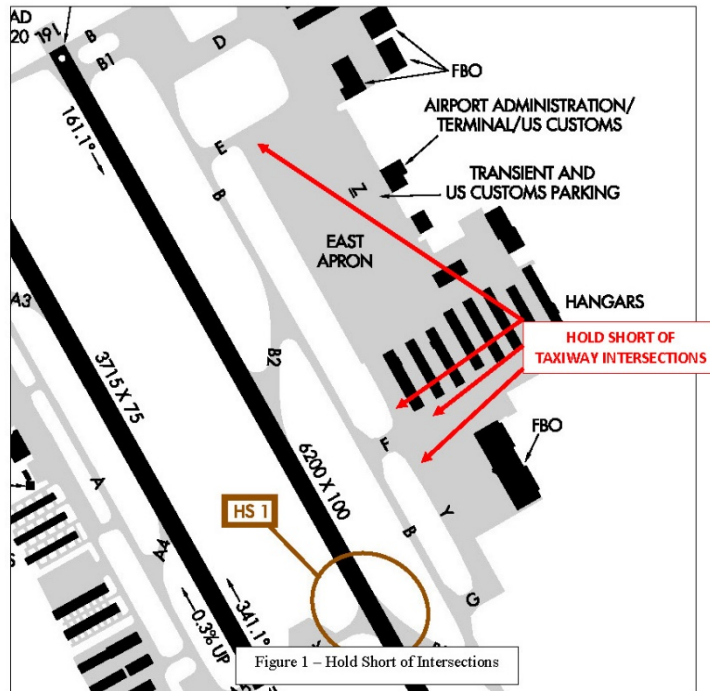 AD
20
16L
B
B1
D
FBO
161.1°
AIRPORT ADMINISTRATION/
TERMINAL/US CUSTOMS
E
B
Z
TRANSIENT AND
US CUSTOMS PARKING
EAST
APRON
A3
HANGARS
HOLD SHORT OF
TAXIWAY INTERSECTIONS
B2
3715 X 75
6200 X 100
F
FBO
A
HS 1
Y
B
AA
G
341.1°
0.3% UP
Figure 1 – Hold Short of Intersections